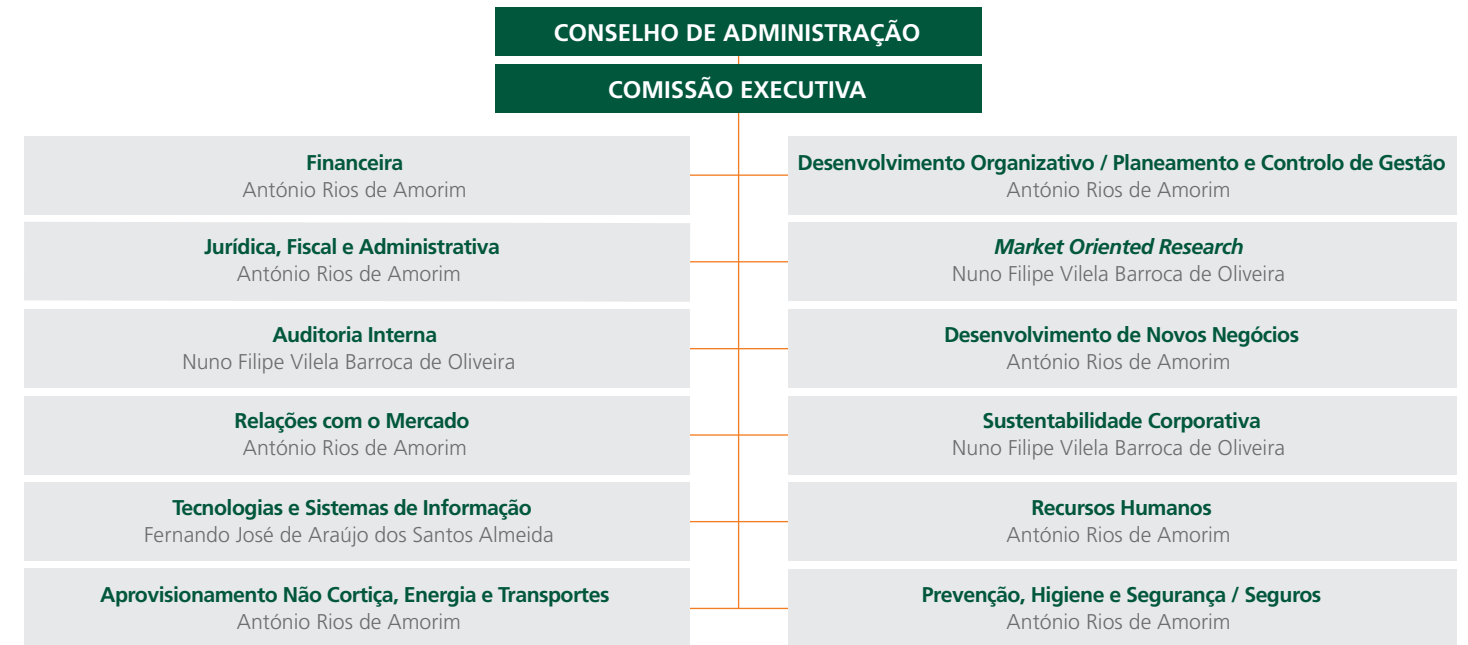 CONSELHO DE ADMINISTRAÇÃO
COMISSÃO EXECUTIVA
Financeira
António Rios de Amorim
Desenvolvimento Organizativo / Planeamento e Controlo de Gestão
António Rios de Amorim
Jurídica, Fiscal e Administrativa
António Rios de Amorim
Market Oriented Research
Nuno Filipe Vilela Barroca de Oliveira
Auditoria Interna
Nuno Filipe Vilela Barroca de Oliveira
Desenvolvimento de Novos Negócios
António Rios de Amorim
Relações com o Mercado
António Rios de Amorim
Sustentabilidade Corporativa
Nuno Filipe Vilela Barroca de Oliveira
Tecnologias e Sistemas de Informação
Fernando José de Araújo dos Santos Almeida
Recursos Humanos
António Rios de Amorim
Aprovisionamento Não Cortiça, Energia e Transportes
António Rios de Amorim
Prevenção, Higiene e Segurança / Seguros
António Rios de Amorim